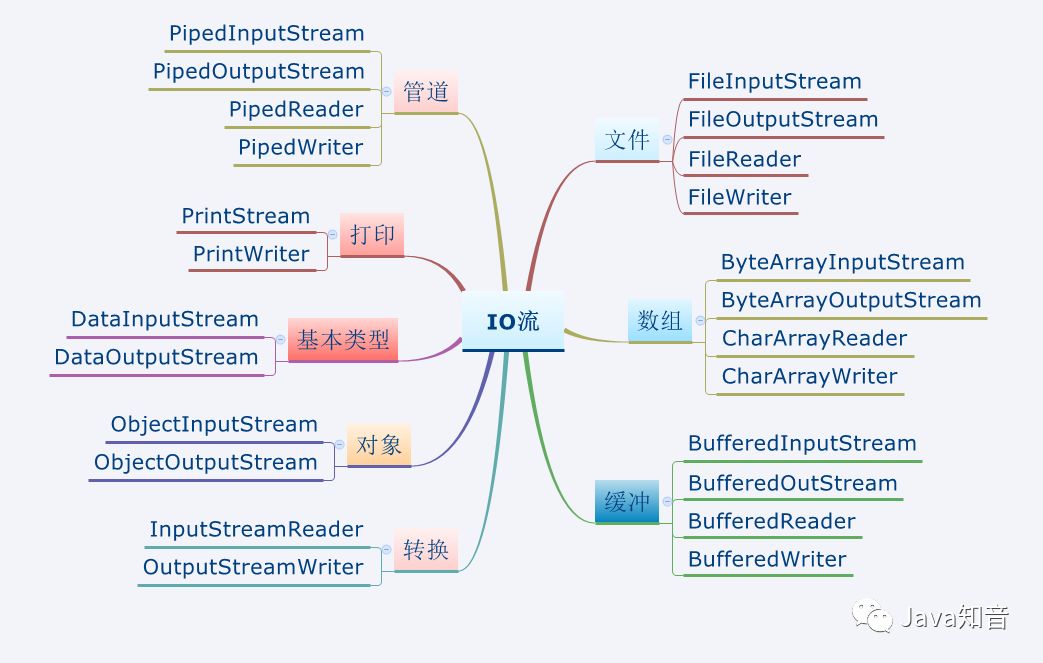 IO流
管道
PipedInputStream
PipedOutputStream
PipedReader
PipedWriter
打印
PrintStream
PrintWriter
基本类型
DataInputStream
DataOutputStream
对象
ObjectInputStream
ObjectOutputStream
转换
InputStreamReader
OutputStreamWriter
文件
FileInputStream
FileOutputStream
FileReader
FileWriter
数组
ByteArrayInputStream
ByteArrayOutputStream
CharArrayReader
CharArrayWriter
缓冲
BufferedInputStream
BufferedOutStream
BufferedReader
BufferedWriter
Java知音